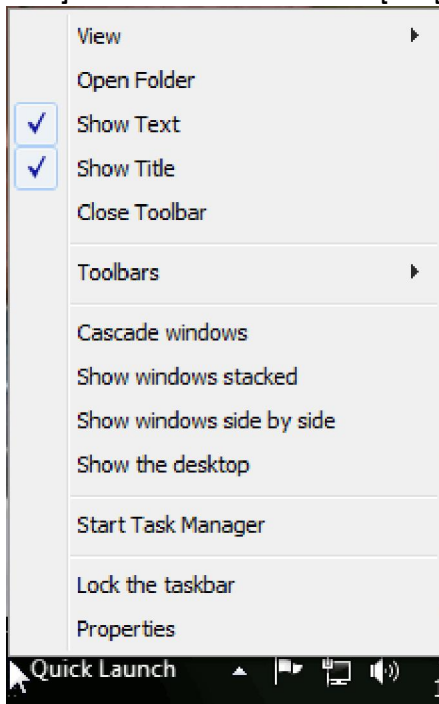 View
Open Folder
Show Text
Show Title
Close Toolbar
Toolbars
Cascade windows
Show windows stacked
Show windows side by side
Show the desktop
Start Task Manager
Lock the taskbar
Properties
Quick Launch